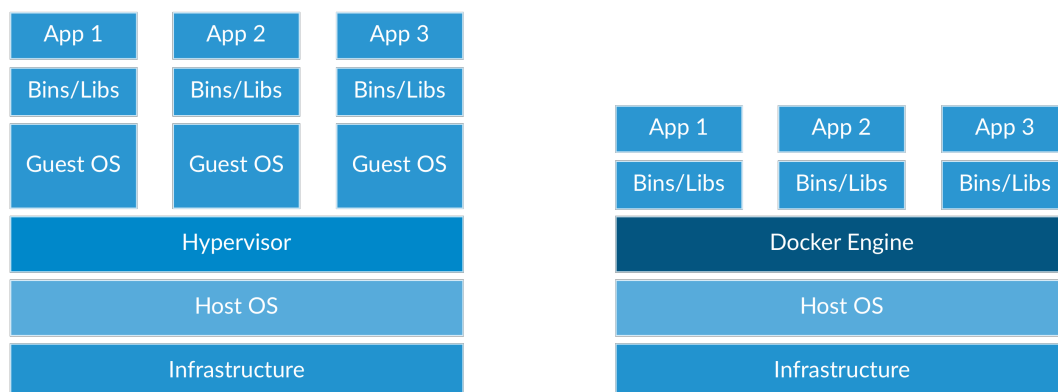 App 1 App 2 App 3
Bins/Libs Bins/Libs Bins/Libs
Guest OS Guest OS Guest OS
Hypervisor
Host OS
Infrastructure
App 1 App 2 App 3
Bins/Libs Bins/Libs Bins/Libs
Docker Engine
Host OS
Infrastructure